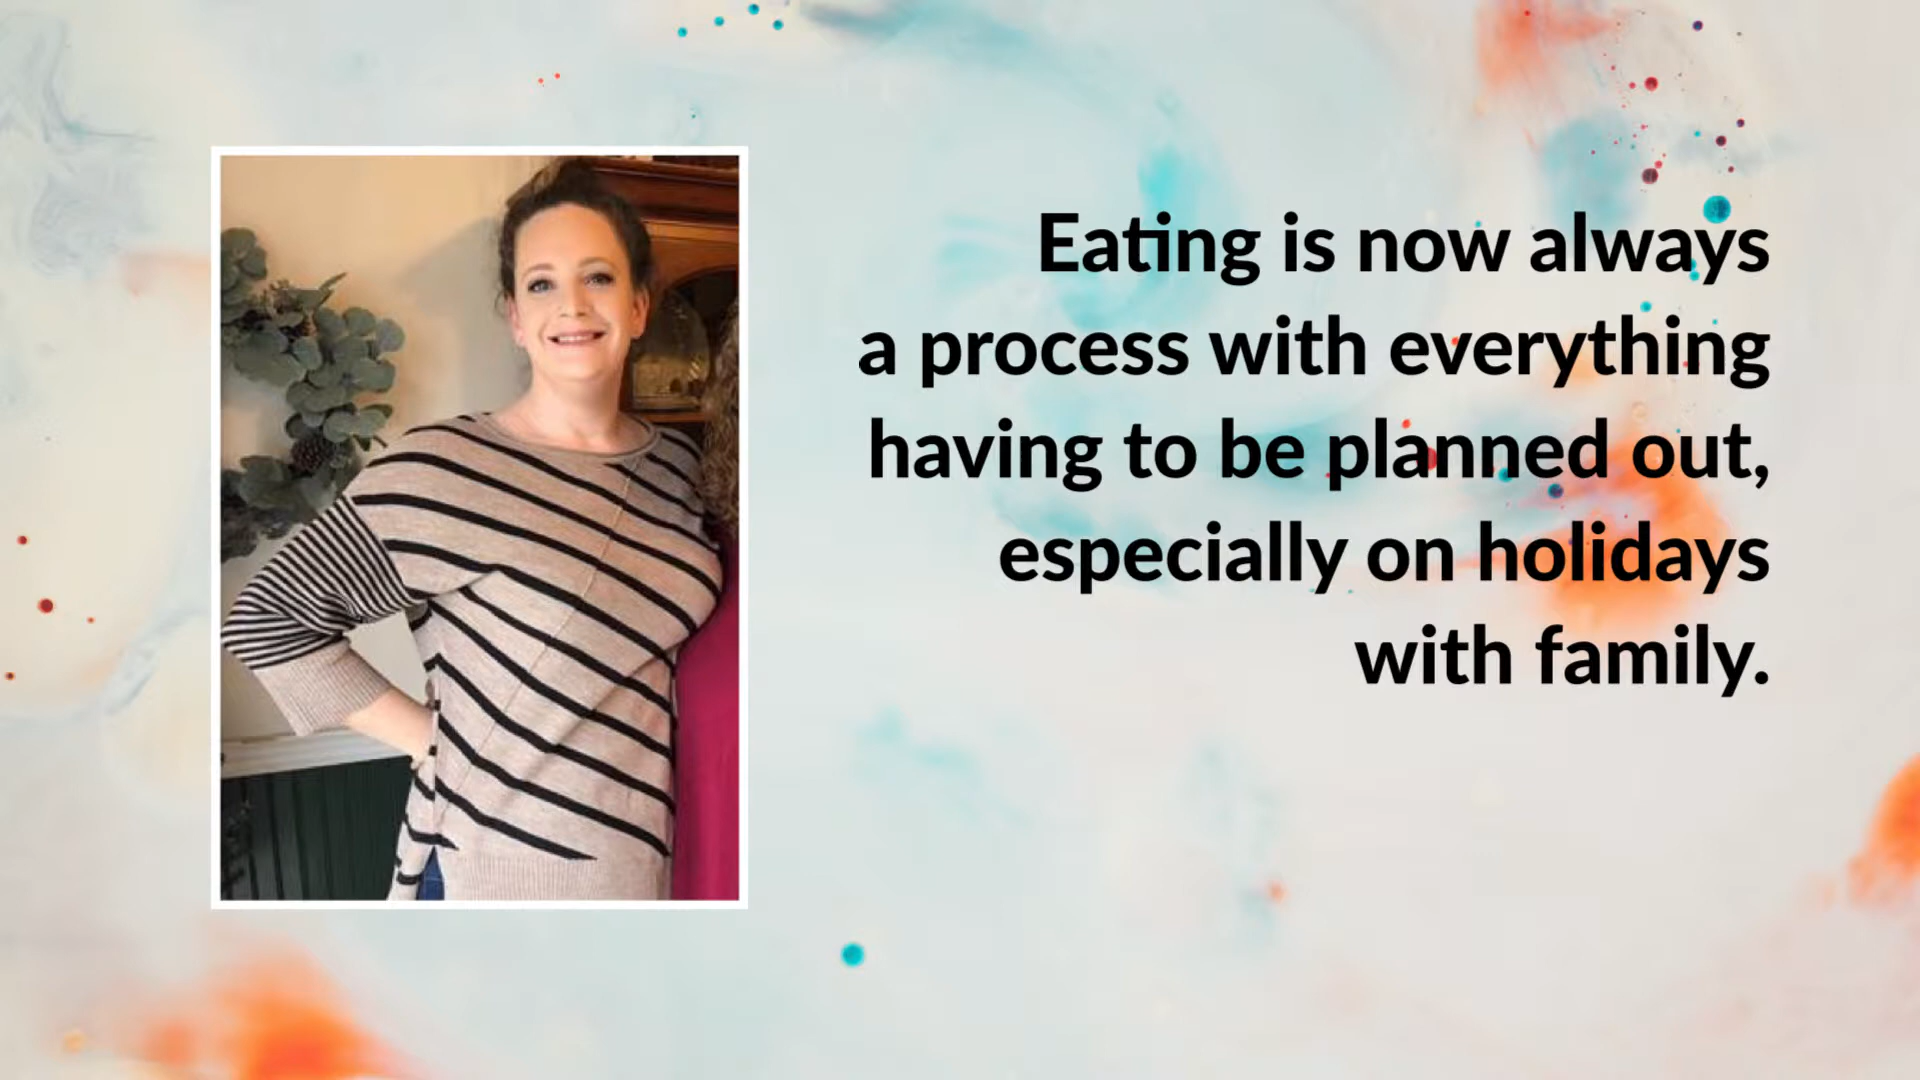 Eating is now always
a process with everything
having to be planned out,
especially on holidays
with family.